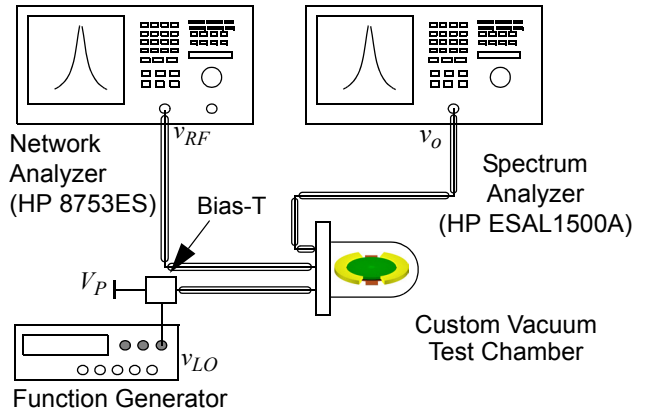 v_RF
v_o
Network
Analyzer
(HP 8753ES)
Spectrum
Analyzer
(HP ESAL1500A)
Bias-T
V_P
v_LO
Custom Vacuum
Test Chamber
Function Generator